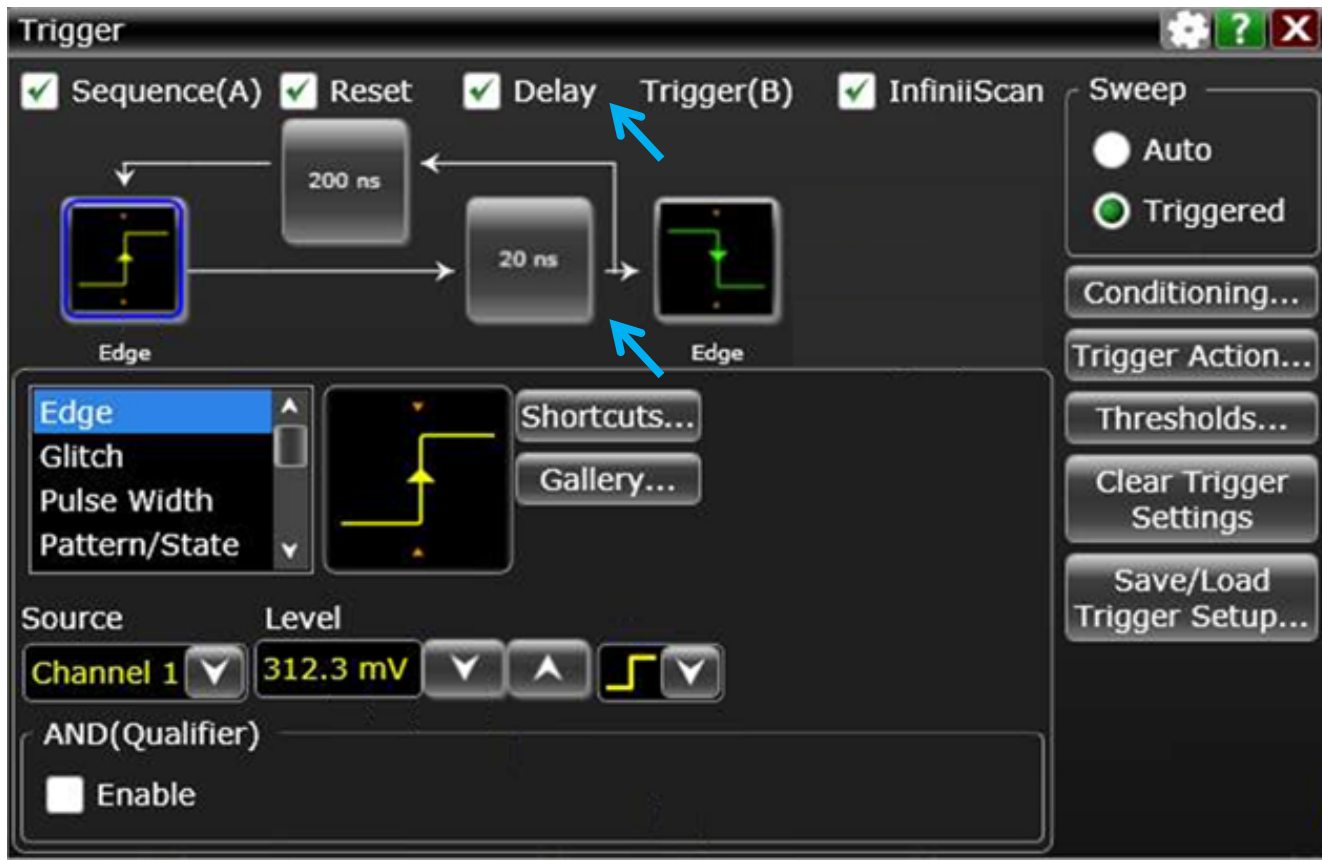 Trigger
?
X
Sequence(A) Reset Delay Trigger(B) InfiniiScan
200 ns
20 ns
Edge
Edge
Edge
Glitch
Pulse Width
Pattern/State
Shortcuts...
Gallery...
Source Level
Channel 1 312.3 mV
AND(Qualifier)
Enable
Sweep
Auto
Triggered
Conditioning...
Trigger Action...
Thresholds...
Clear Trigger
Settings
Save/Load
Trigger Setup...